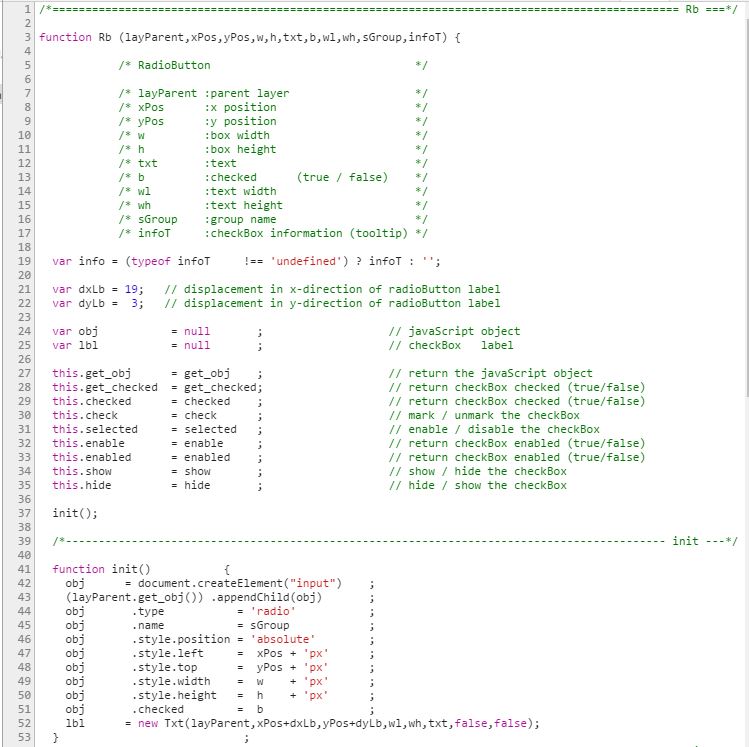 1 /*=============================================================================================== Rb ===*/
2
3 function Rb (layParent,xPos,yPos,w,h,txt,b,wl,wh,sGroup,infoT) {
4
5 /* RadioButton */
6
7 /* layParent :parent layer */
8 /* xPos :x position */
9 /* yPos :y position */
10 /* w :box width */
11 /* h :box height */
12 /* txt :text */
13 /* b :checked (true / false) */
14 /* wl :text width */
15 /* wh :text height */
16 /* sGroup :group name */
17 /* infoT :checkBox information (tooltip) */
18
19 var info = (typeof infoT !== 'undefined') ? infoT : '';
20
21 var dxLb = 19; // displacement in x-direction of radioButton label
22 var dyLb = 3; // displacement in y-direction of radioButton label
23
24 var obj = null ; // javaScript object
25 var lbl = null ; // checkBox label
26
27 this.get_obj = get_obj ; // return the javaScript object
28 this.get_checked = get_checked; // return checkBox checked (true/false)
29 this.checked = checked ; // return checkBox checked (true/false)
30 this.check = check ; // mark / unmark the checkBox
31 this.selected = selected ; // enable / disable the checkBox
32 this.enable = enable ; // return checkBox enabled (true/false)
33 this.enabled = enabled ; // return checkBox enabled (true/false)
34 this.show = show ; // show / hide the checkBox
35 this.hide = hide ; // hide / show the checkBox
36
37 init();
38
39 /*------------------------------------------------------------------------------------------- init ---*/
40
41 function init() {
42 obj = document.createElement("input") ;
43 (layParent.get_obj()) .appendChild(obj) ;
44 obj .type = 'radio' ;
45 obj .name = sGroup ;
46 obj .style.position = 'absolute' ;
47 obj .style.left = xPos + 'px' ;
48 obj .style.top = yPos + 'px' ;
49 obj .style.width = w + 'px' ;
50 obj .style.height = h + 'px' ;
51 obj .checked = b ;
52 lbl = new Txt(layParent,xPos+dxLb,yPos+dyLb,wl,wh,txt,false,false);
53 } ;